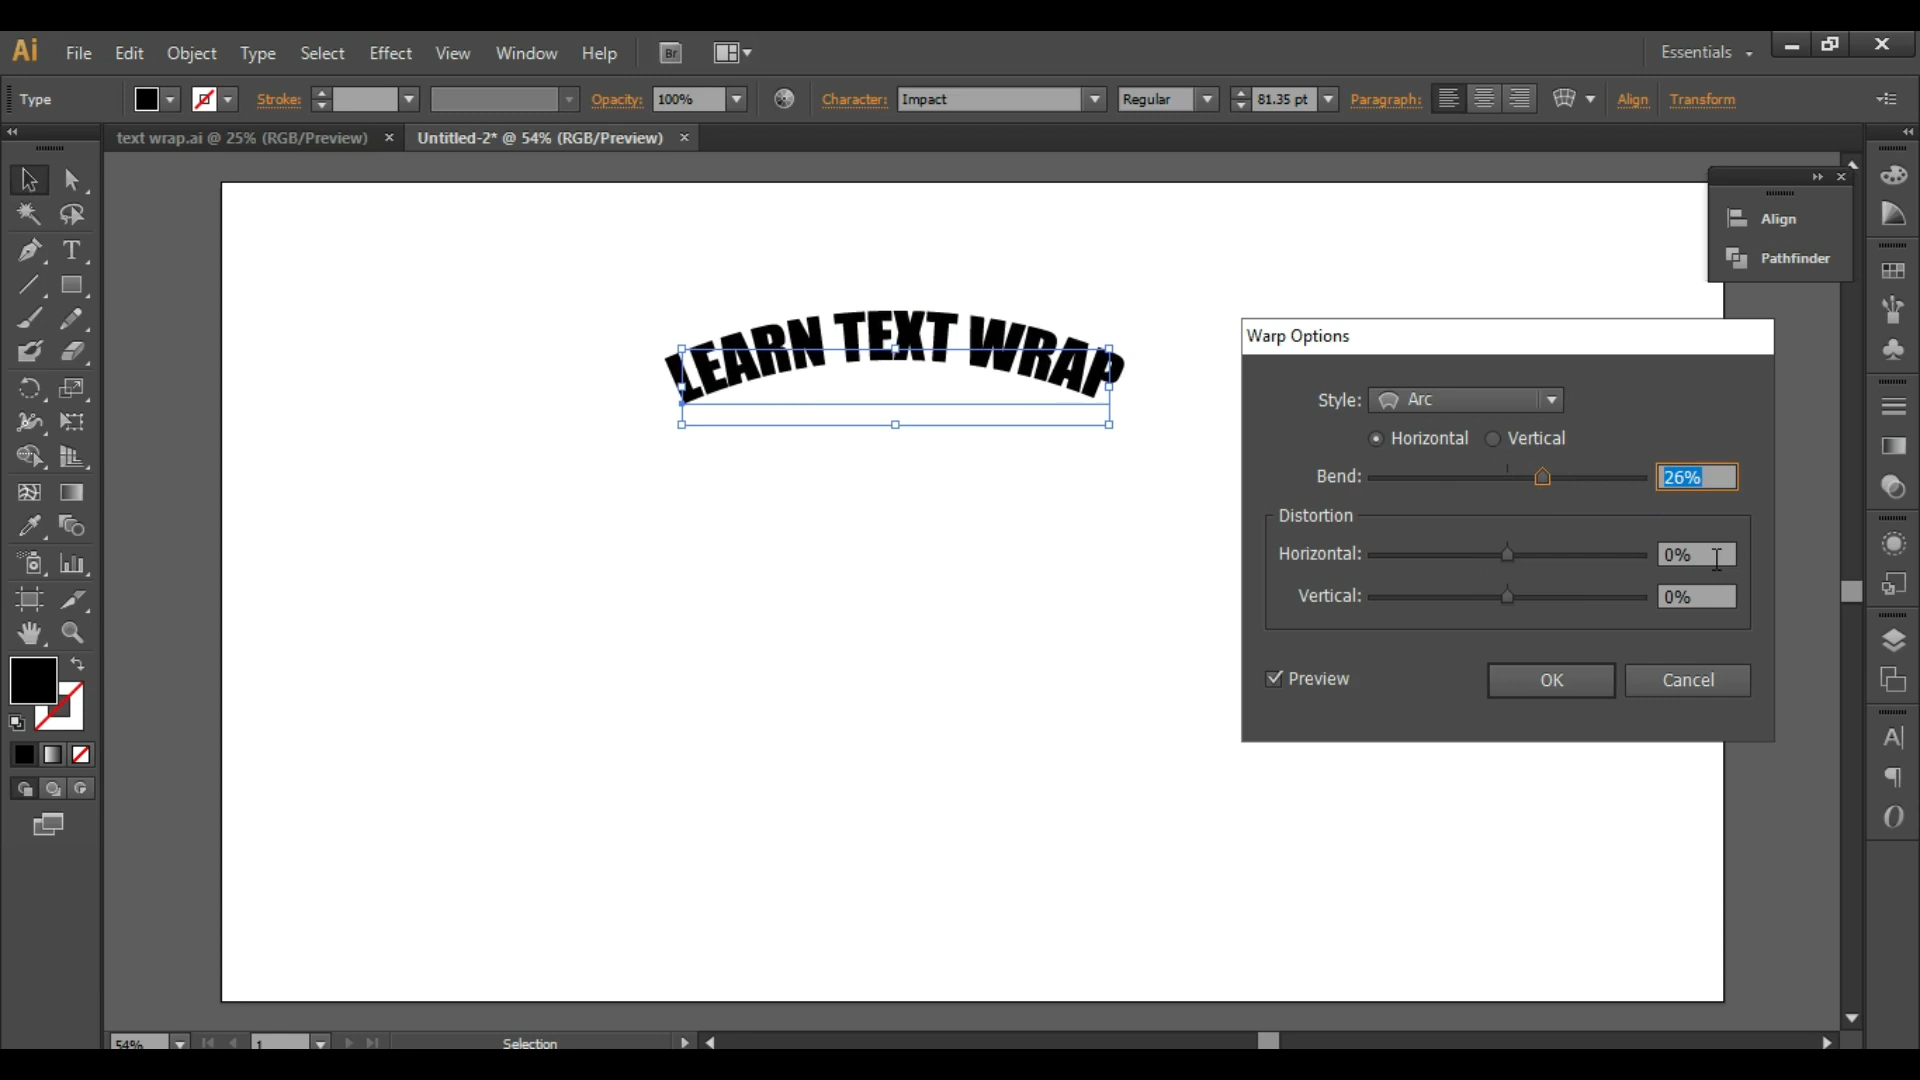 Ai File Edit Object Type Select Effect View Window Help Br Essentials
Type Stroke: Opacity: 100% Character: Impact Regular 81.35 pt Paragraph: Align Transform
text wrap.ai @ 25% (RGB/Preview) Untitled-2* @ 54% (RGB/Preview)
Align
Pathfinder
LEARN TEXT WRAP
Warp Options
Style: Arc
Horizontal Vertical
Bend: 26%
Distortion
Horizontal: 0%
Vertical: 0%
Preview OK Cancel
54% 1 Selection